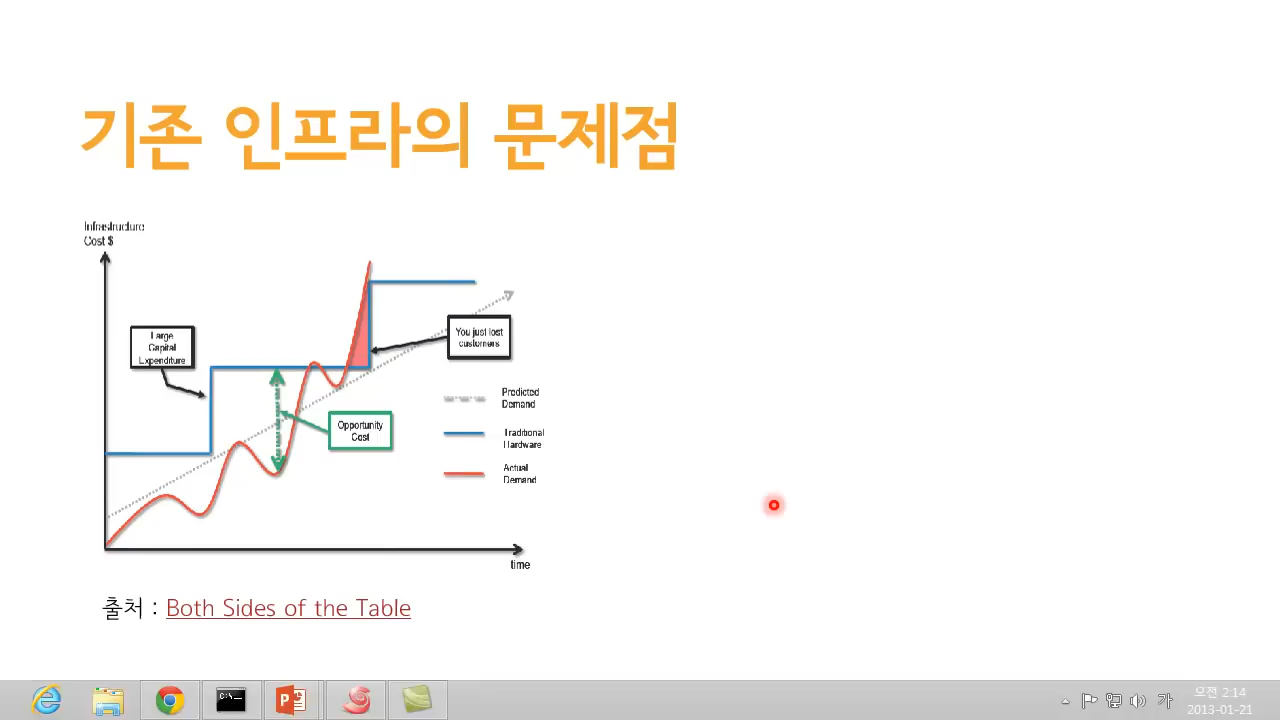 기존 인프라의 문제점
Infrastructure
Cost $
Large
Capital
Expenditure
You just lost
customers
Opportunity
Cost
Predicted
Demand
Traditional
Hardware
Actual
Demand
time
출처 : Both Sides of the Table
C:\_
P
가
오전 2:14
2013-01-21